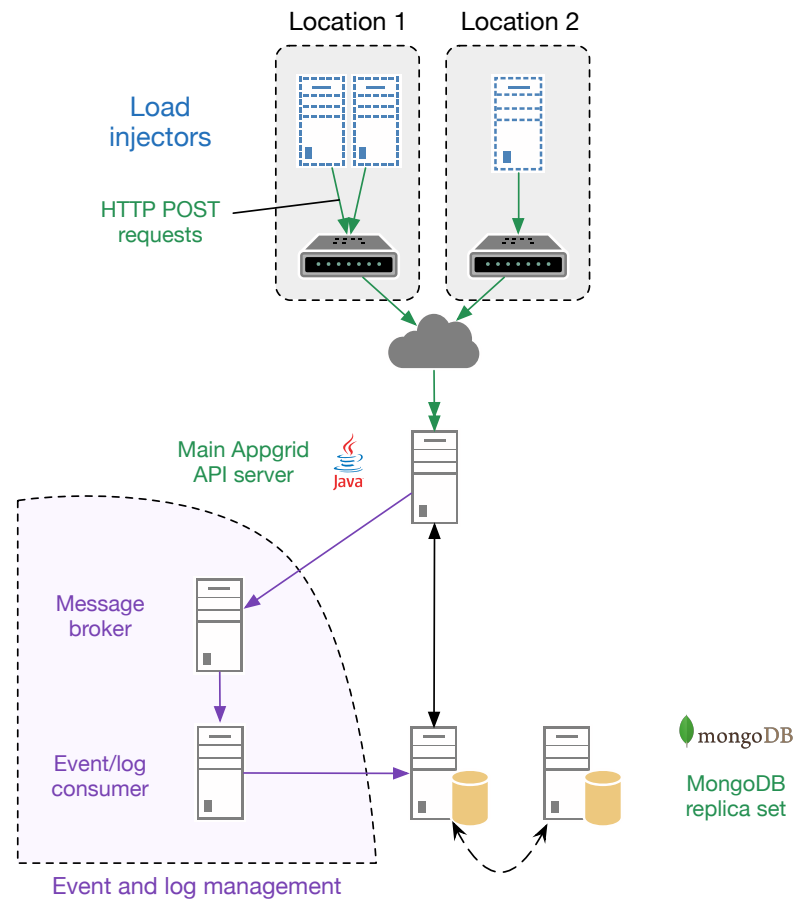 Location 1
Location 2
Load
injectors
HTTP POST
requests
Main Appgrid
API server
Java
Message
broker
Event/log
consumer
mongoDB
MongoDB
replica set
Event and log management